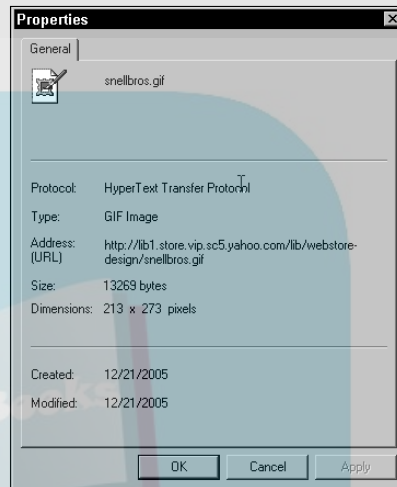 Properties
General
snellbros.gif
Protocol: HyperText Transfer Protocol
Type: GIF Image
Address: http://lib1.store.vip.sc5.yahoo.com/lib/webstore-
(URL) design/snellbros.gif
Size: 13269 bytes
Dimensions: 213 x 273 pixels
Created: 12/21/2005
Modified: 12/21/2005
OK Cancel Apply